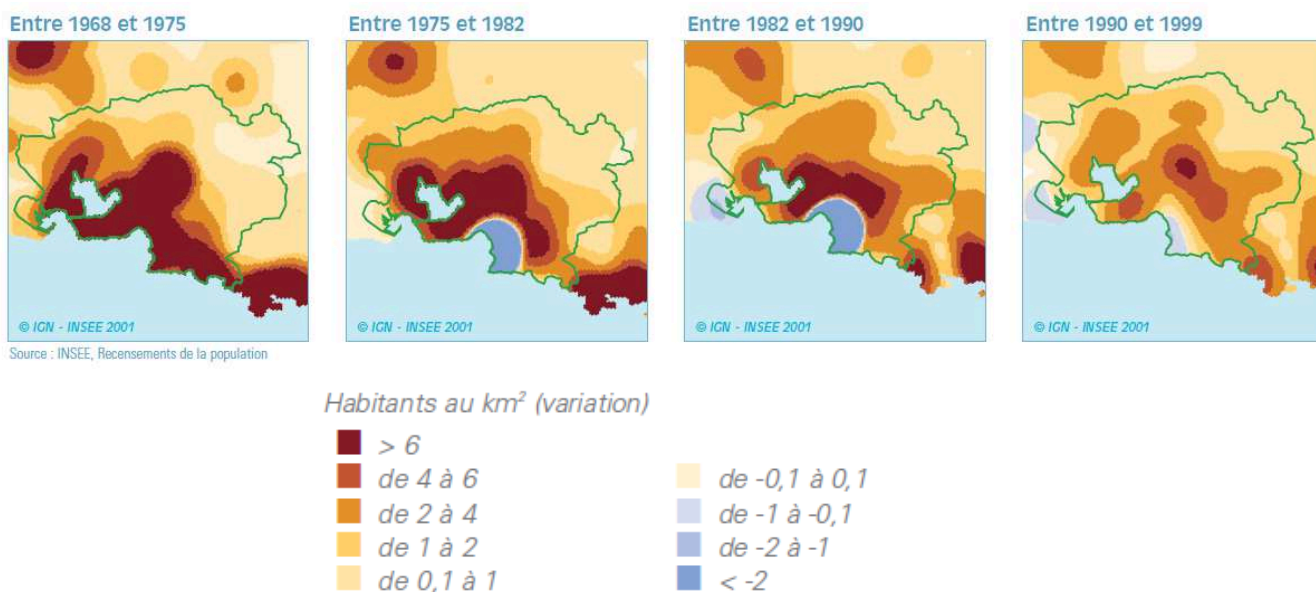 Entre 1968 et 1975
Entre 1975 et 1982
Entre 1982 et 1990
Entre 1990 et 1999
© IGN - INSEE 2001
© IGN - INSEE 2001
© IGN - INSEE 2001
© IGN - INSEE 2001
Source : INSEE, Recensements de la population
Habitants au km² (variation)
> 6
de 4 à 6
de 2 à 4
de 1 à 2
de 0,1 à 1
de -0,1 à 0,1
de -1 à -0,1
de -2 à -1
< -2